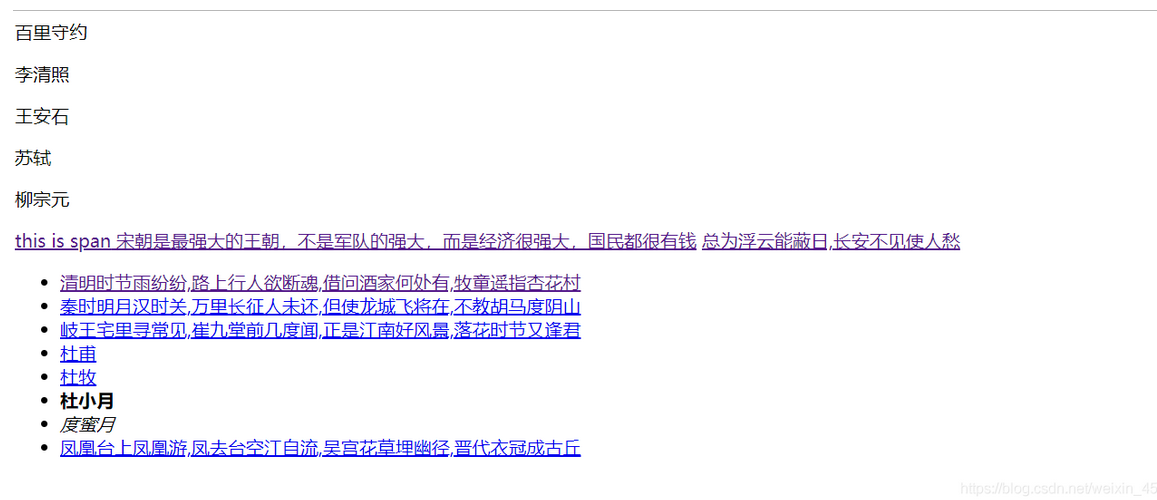 百里守约
李清照
王安石
苏轼
柳宗元
this is span 宋朝是最强大的王朝，不是军队的强大，而是经济很强大，国民都很有钱 总为浮云能蔽日,长安不见使人愁
清明时节雨纷纷,路上行人欲断魂,借问酒家何处有,牧童遥指杏花村
秦时明月汉时关,万里长征人未还,但使龙城飞将在,不教胡马度阴山
岐王宅里寻常见,崔九堂前几度闻,正是江南好风景,落花时节又逢君
杜甫
杜牧
杜小月
度蜜月
凤凰台上凤凰游,凤去台空江自流,吴宫花草埋幽径,晋代衣冠成古丘
https://blog.csdn.net/weixin_45